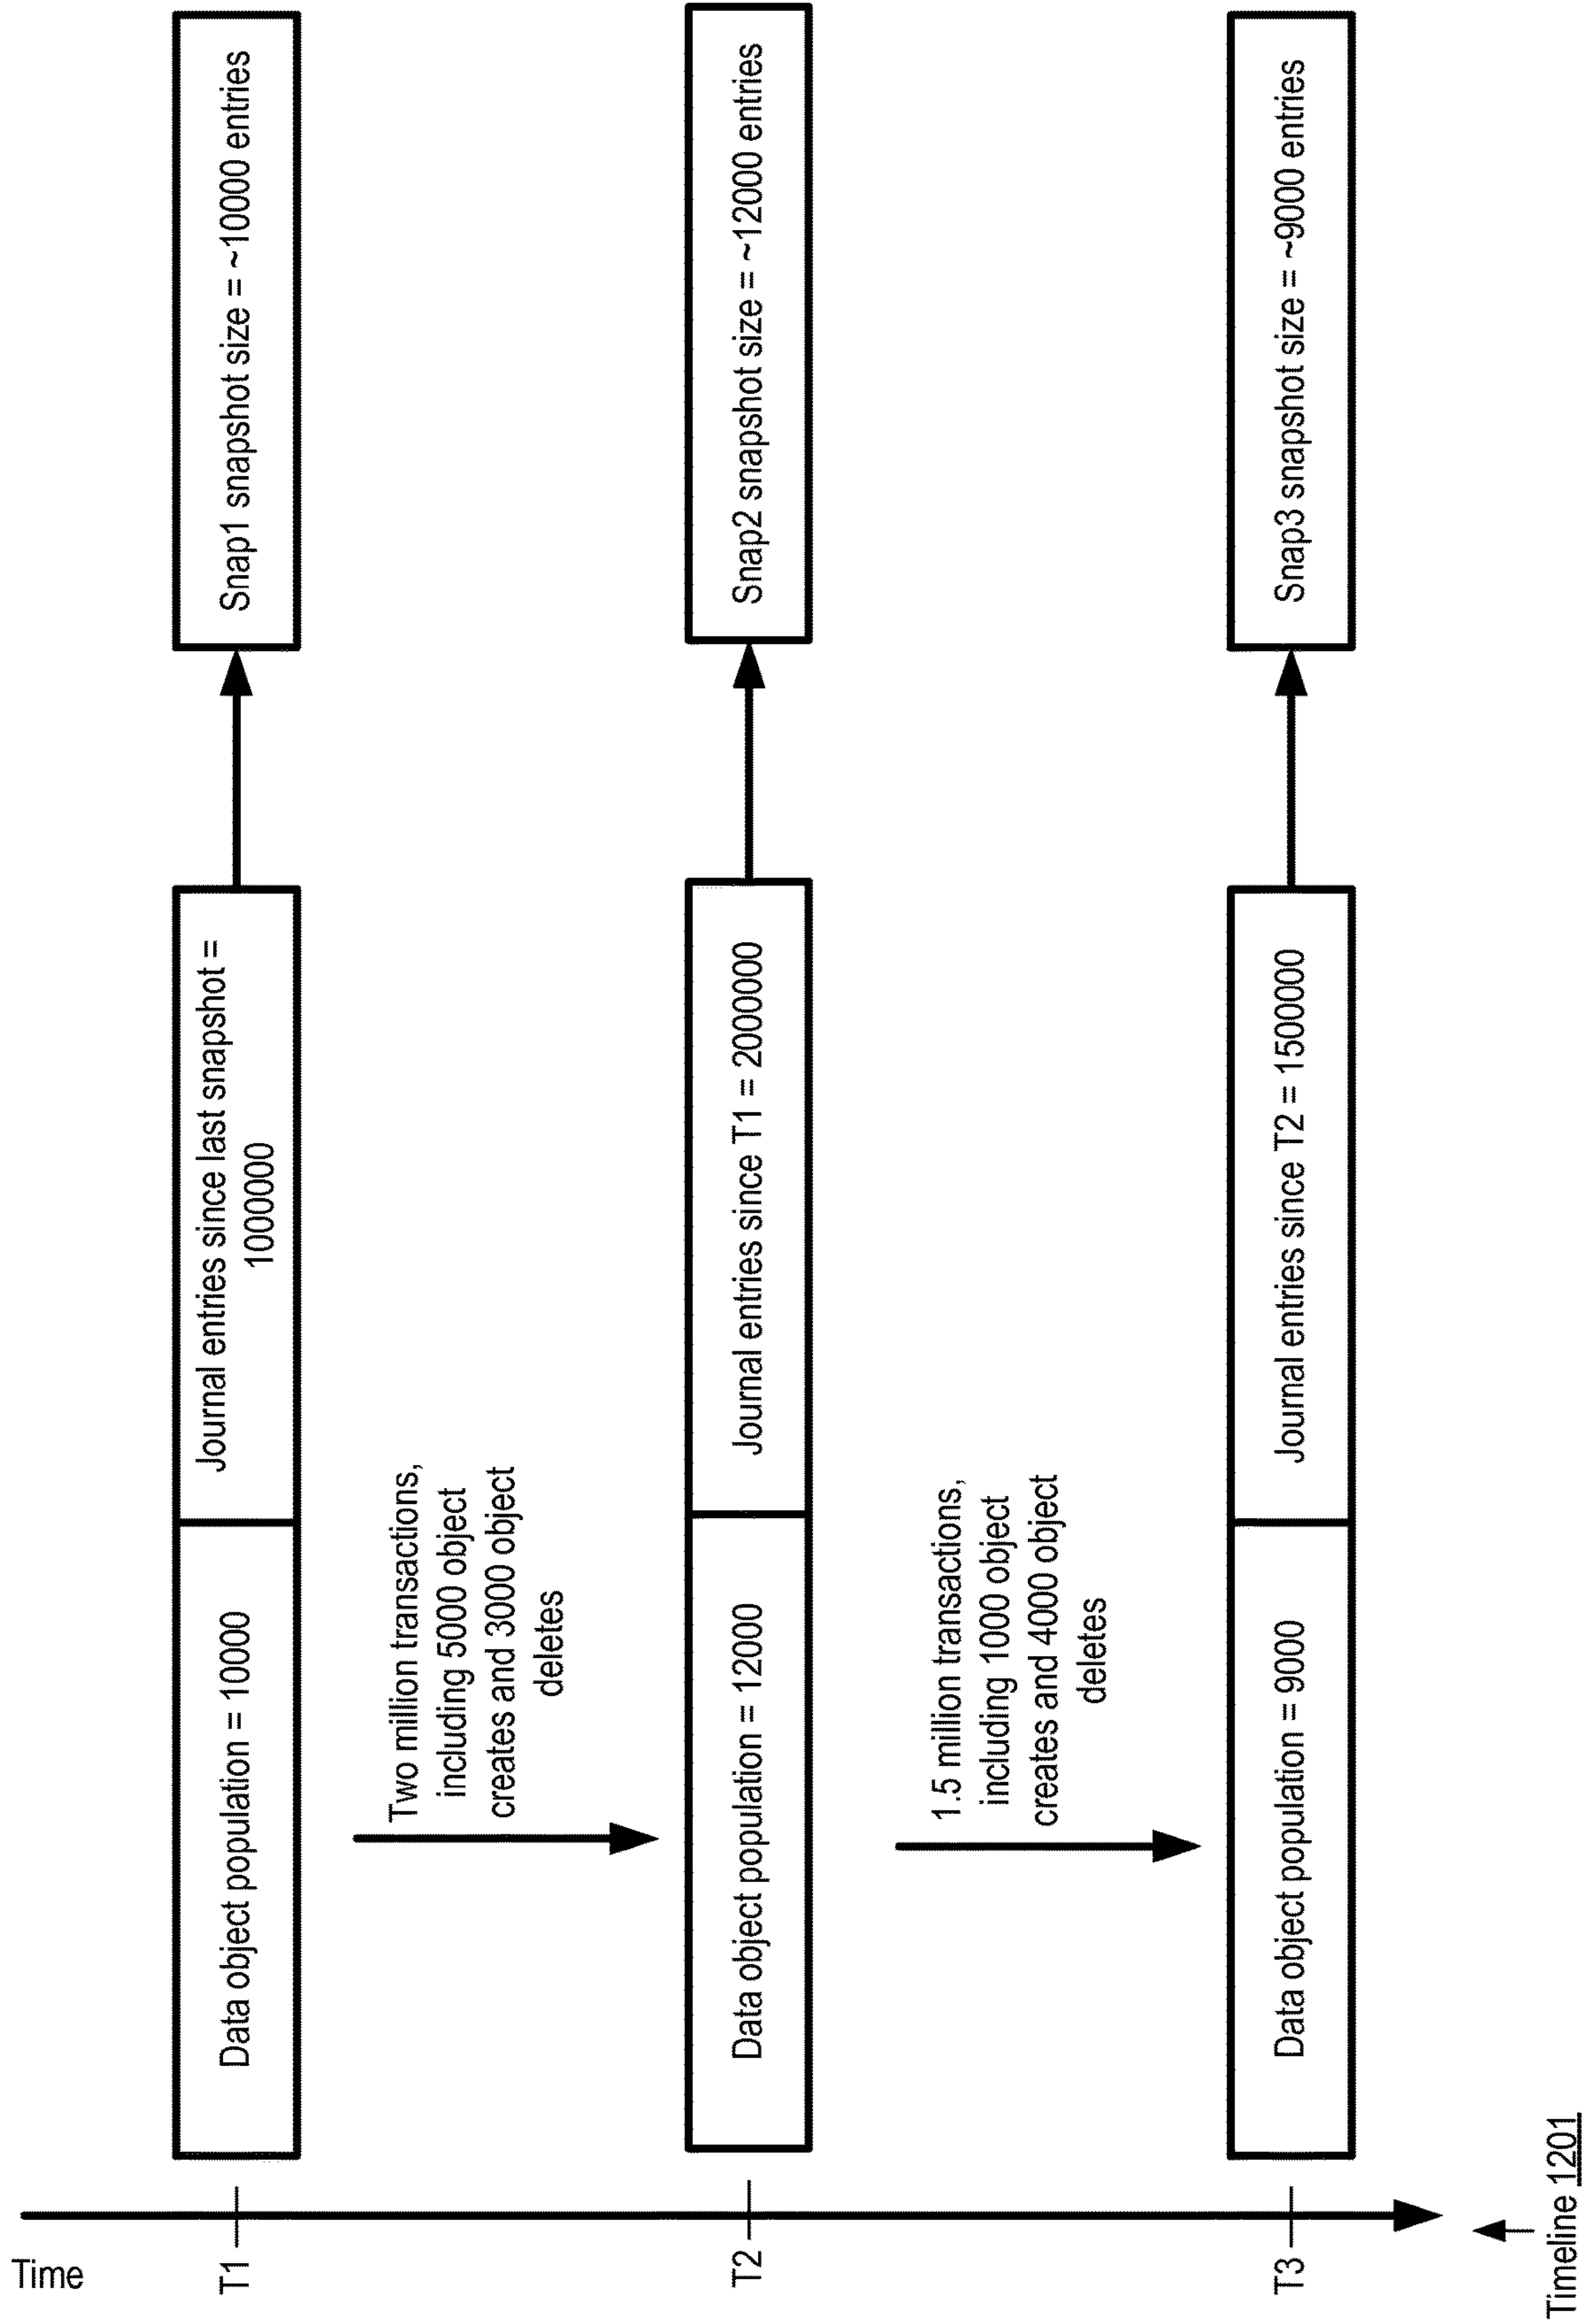 Time
T1
Data object population = 10000
Journal entries since last snapshot =
1000000
Snap1 snapshot size = ~10000 entries
Two million transactions,
including 5000 object
creates and 3000 object
deletes
T2
Data object population = 12000
Journal entries since T1 = 2000000
Snap2 snapshot size = ~12000 entries
1.5 million transactions,
including 1000 object
creates and 4000 object
deletes
T3
Data object population = 9000
Journal entries since T2 = 1500000
Snap3 snapshot size = ~9000 entries
Timeline 1201